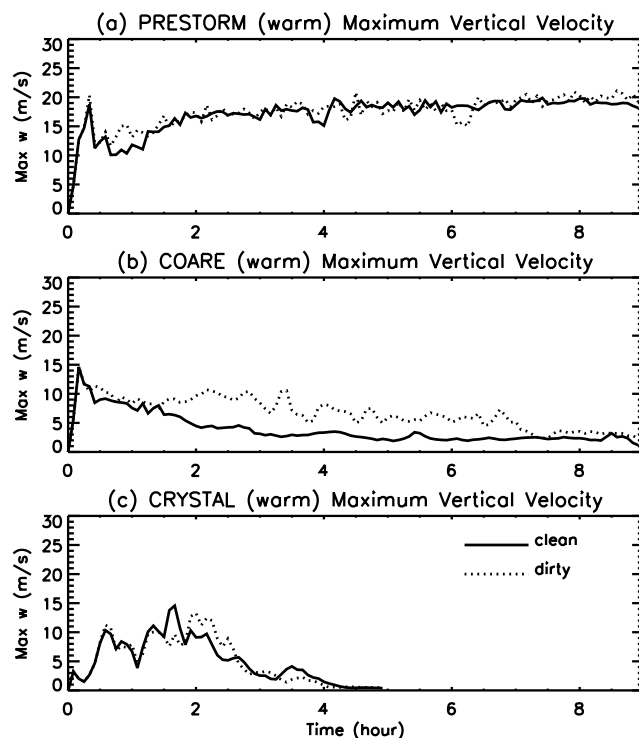 (a) PRESTORM (warm) Maximum Vertical Velocity
30
25
20
15
10
5
0
Max w (m/s)
0 2 4 6 8
(b) COARE (warm) Maximum Vertical Velocity
30
25
20
15
10
5
0
Max w (m/s)
0 2 4 6 8
(c) CRYSTAL (warm) Maximum Vertical Velocity
30
25
20
15
10
5
0
Max w (m/s)
clean
dirty
0 2 4 6 8
Time (hour)